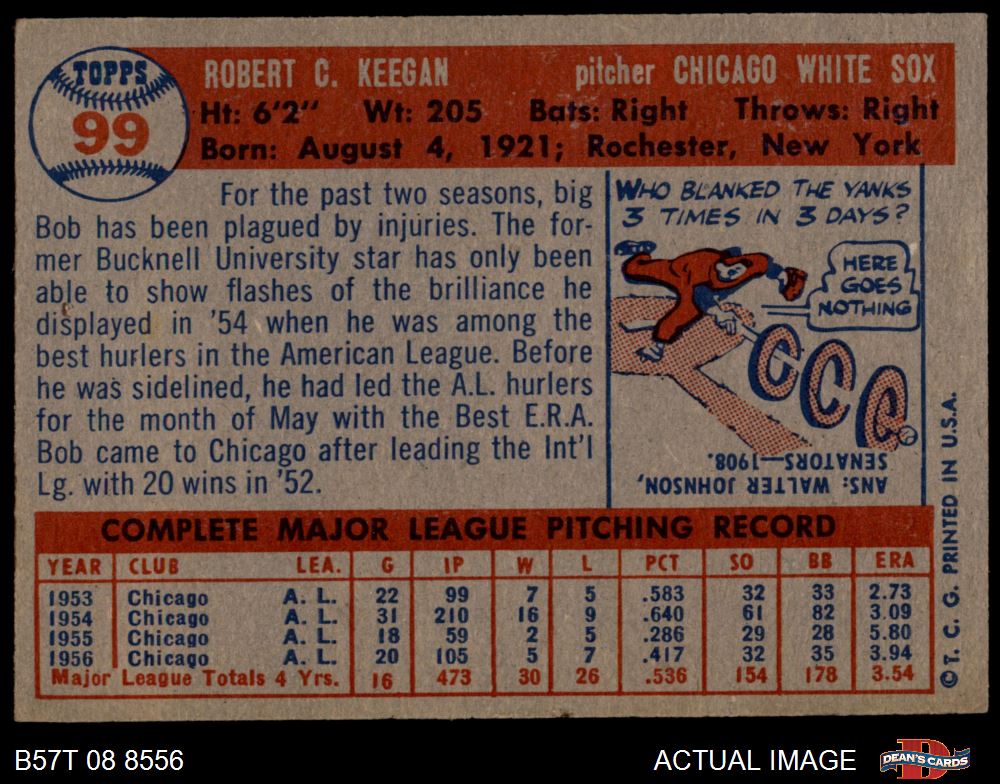 TOPPS
99
ROBERT C. KEEGAN pitcher CHICAGO WHITE SOX
Ht: 6'2" Wt: 205 Bats: Right Throws: Right
Born: August 4, 1921; Rochester, New York
For the past two seasons, big
Bob has been plagued by injuries. The for-
mer Bucknell University star has only been
able to show flashes of the brilliance he
displayed in '54 when he was among the
best hurlers in the American League. Before
he was sidelined, he had led the A.L. hurlers
for the month of May with the Best E.R.A.
Bob came to Chicago after leading the Int'l
Lg. with 20 wins in '52.
WHO BLANKED THE YANKS
3 TIMES IN 3 DAYS?
HERE
GOES
NOTHING
ANS: WALTER JOHNSON,
SENATORS—1908.
COMPLETE MAJOR LEAGUE PITCHING RECORD
YEAR CLUB LEA. G IP W L PCT SO BB ERA
1953 Chicago A. L. 22 99 7 5 .583 32 33 2.73
1954 Chicago A. L. 31 210 16 9 .640 61 82 3.09
1955 Chicago A. L. 18 59 2 5 .286 29 28 5.80
1956 Chicago A. L. 20 105 5 7 .417 32 35 3.94
Major League Totals 4 Yrs. 16 473 30 26 .536 154 178 3.54
©T. C. G. PRINTED IN U.S.A.
B57T 08 8556 ACTUAL IMAGE
DEAN'S CARDS